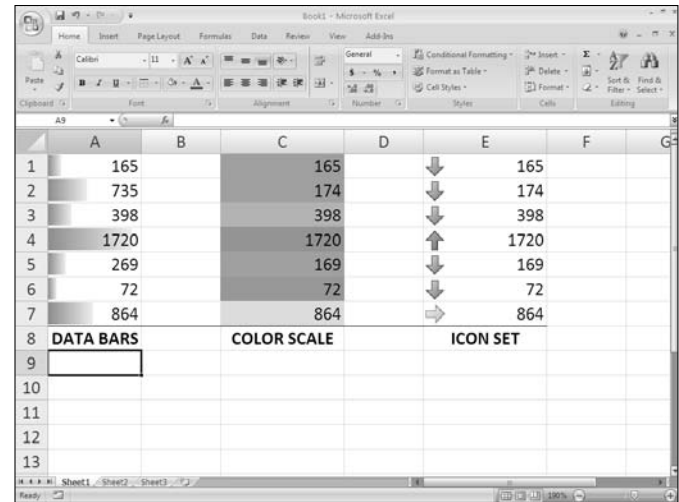 Book1 - Microsoft Excel
Home Insert Page Layout Formulas Data Review View Add-Ins
Calibri 11 A A General Conditional Formatting Insert Σ
Paste B I U A $ % , Format as Table Delete Sort & Find &
Cell Styles Format Filter Select
Clipboard Font Alignment Number Styles Cells Editing
A9 fx
A B C D E F G
1 165 165 165
2 735 174 174
3 398 398 398
4 1720 1720 1720
5 269 169 169
6 72 72 72
7 864 864 864
8 DATA BARS COLOR SCALE ICON SET
9
10
11
12
13
Sheet1 Sheet2 Sheet3
Ready 190%